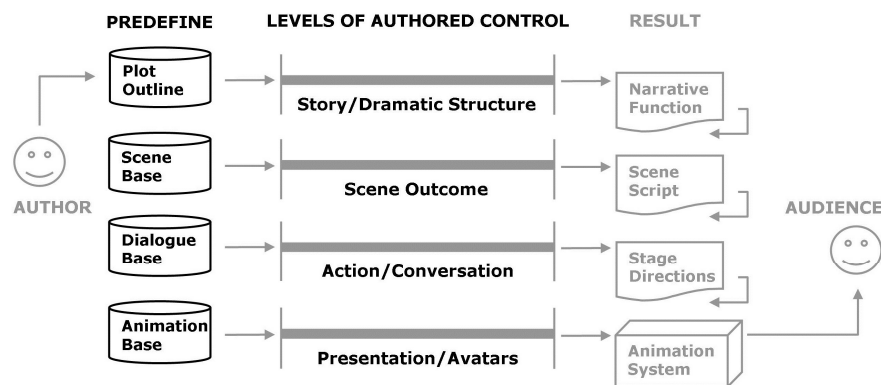 PREDEFINE
LEVELS OF AUTHORED CONTROL
RESULT
Plot
Outline
Story/Dramatic Structure
Narrative
Function
AUTHOR
Scene
Base
Scene Outcome
Scene
Script
AUDIENCE
Dialogue
Base
Action/Conversation
Stage
Directions
Animation
Base
Presentation/Avatars
Animation
System